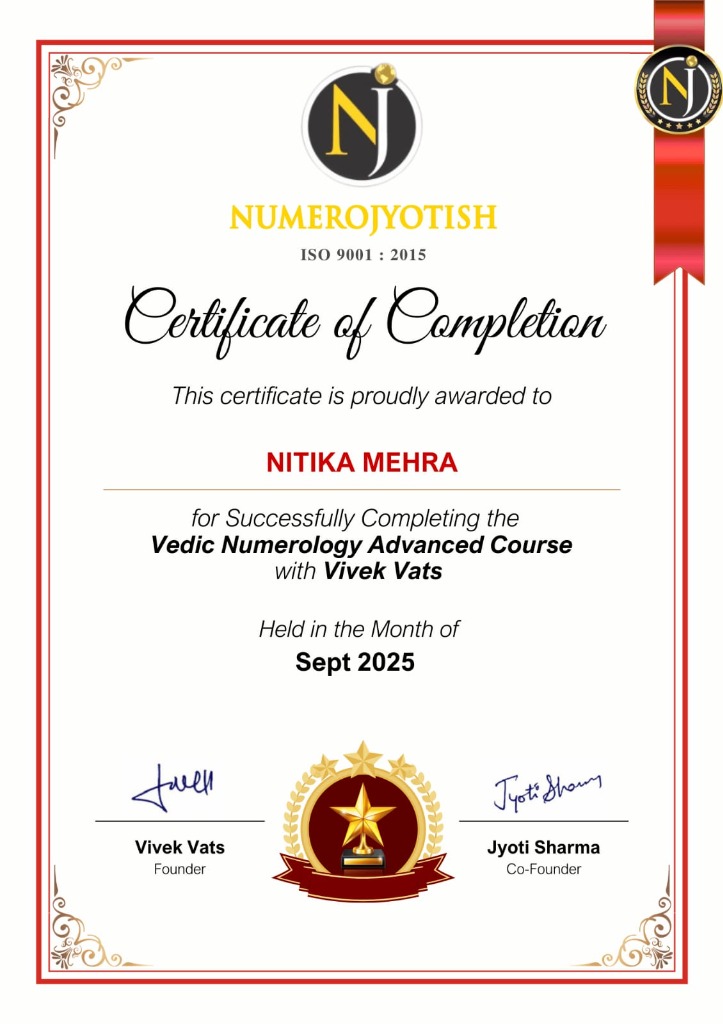 NJ
NJ
NUMEROJYOTISH
ISO 9001 : 2015
Certificate of Completion
This certificate is proudly awarded to
NITIKA MEHRA
for Successfully Completing the
Vedic Numerology Advanced Course
with Vivek Vats
Held in the Month of
Sept 2025
Jyoti Sharma
Vivek Vats
Founder
Jyoti Sharma
Co-Founder